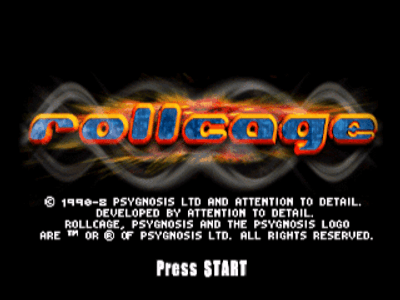 rollcage
© 1990-8 PSYGNOSIS LTD AND ATTENTION TO DETAIL.
DEVELOPED BY ATTENTION TO DETAIL.
ROLLCAGE, PSYGNOSIS AND THE PSYGNOSIS LOGO
ARE ™ OR ® OF PSYGNOSIS LTD. ALL RIGHTS RESERVED.
Press START